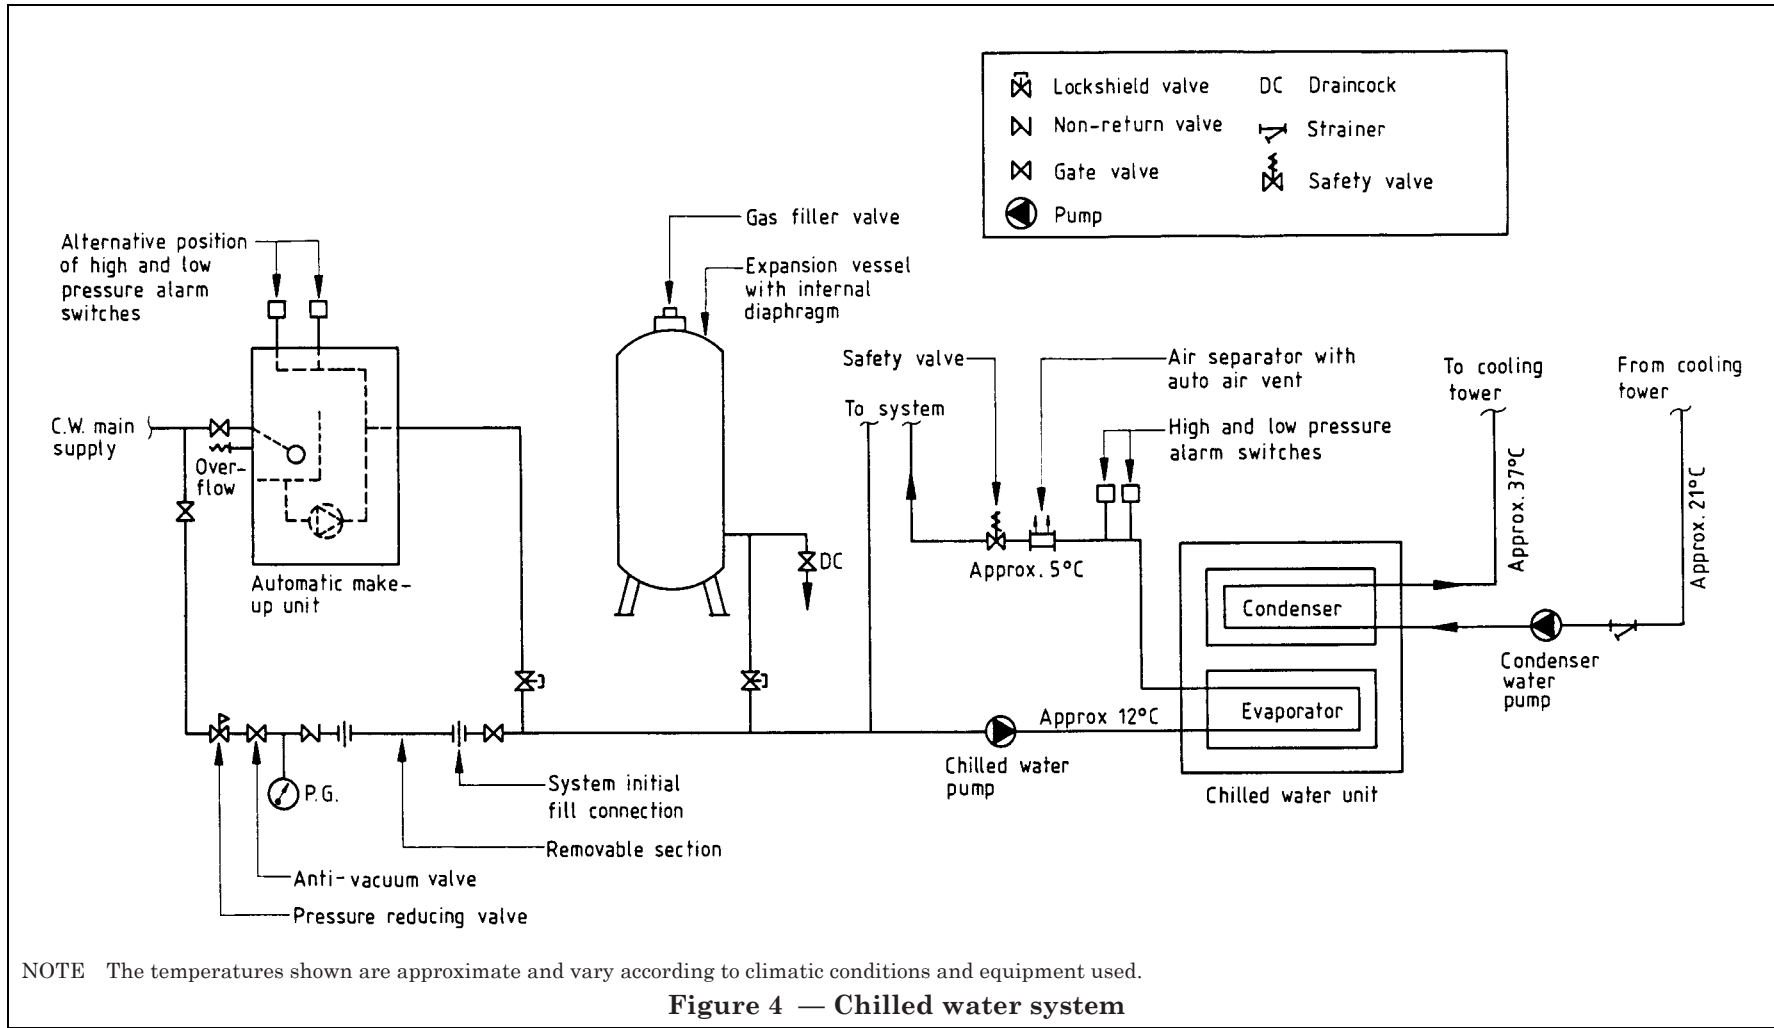 Lockshield valve
DC Draincock
Non-return valve
Strainer
Gate valve
Safety valve
Pump
Gas filler valve
Alternative position
of high and low
pressure alarm
switches
Expansion vessel
with internal
diaphragm
Safety valve
Air separator with
auto air vent
To cooling
tower
From cooling
tower
To system
C.W. main
supply
High and low pressure
alarm switches
Over-
flow
Approx. 37°C
Approx. 21°C
DC
Approx. 5°C
Automatic make-
up unit
Condenser
Condenser
water
pump
Evaporator
Approx 12°C
Chilled water
pump
System initial
fill connection
P.G.
Chilled water unit
Removable section
Anti-vacuum valve
Pressure reducing valve
NOTE The temperatures shown are approximate and vary according to climatic conditions and equipment used.
Figure 4 — Chilled water system